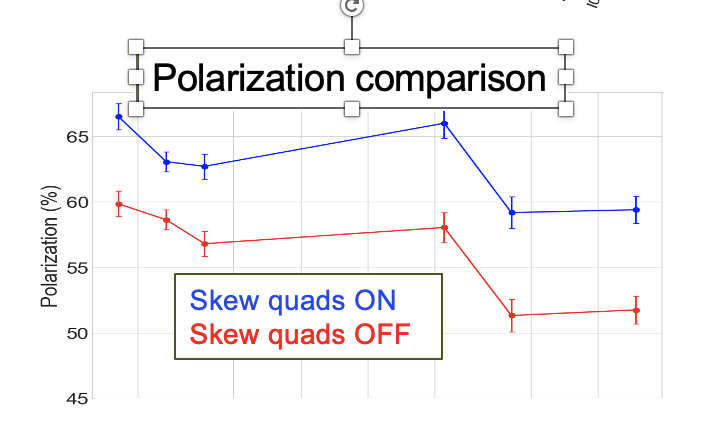 Polarization comparison
65
60
55
50
45
Polarization (%)
Skew quads ON
Skew quads OFF